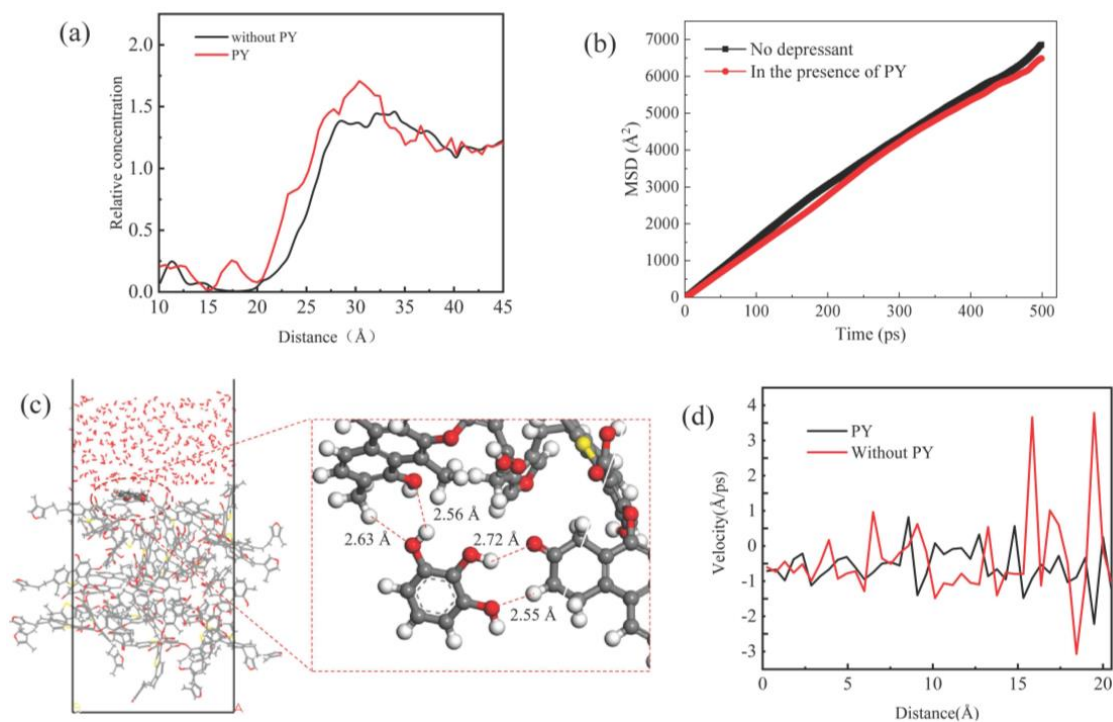 (a)
without PY
PY
2.0
1.5
1.0
0.5
0.0
10 15 20 25 30 35 40 45
Relative concentration
Distance（Å）
(b)
No depressant
In the presence of PY
7000
6000
5000
4000
3000
2000
1000
0
0 100 200 300 400 500
MSD (Å²)
Time (ps)
(c)
A
2.56 Å
2.63 Å
2.72 Å
2.55 Å
(d)
PY
Without PY
4
3
2
1
0
-1
-2
-3
0 5 10 15 20
Velocity(Å/ps)
Distance(Å)